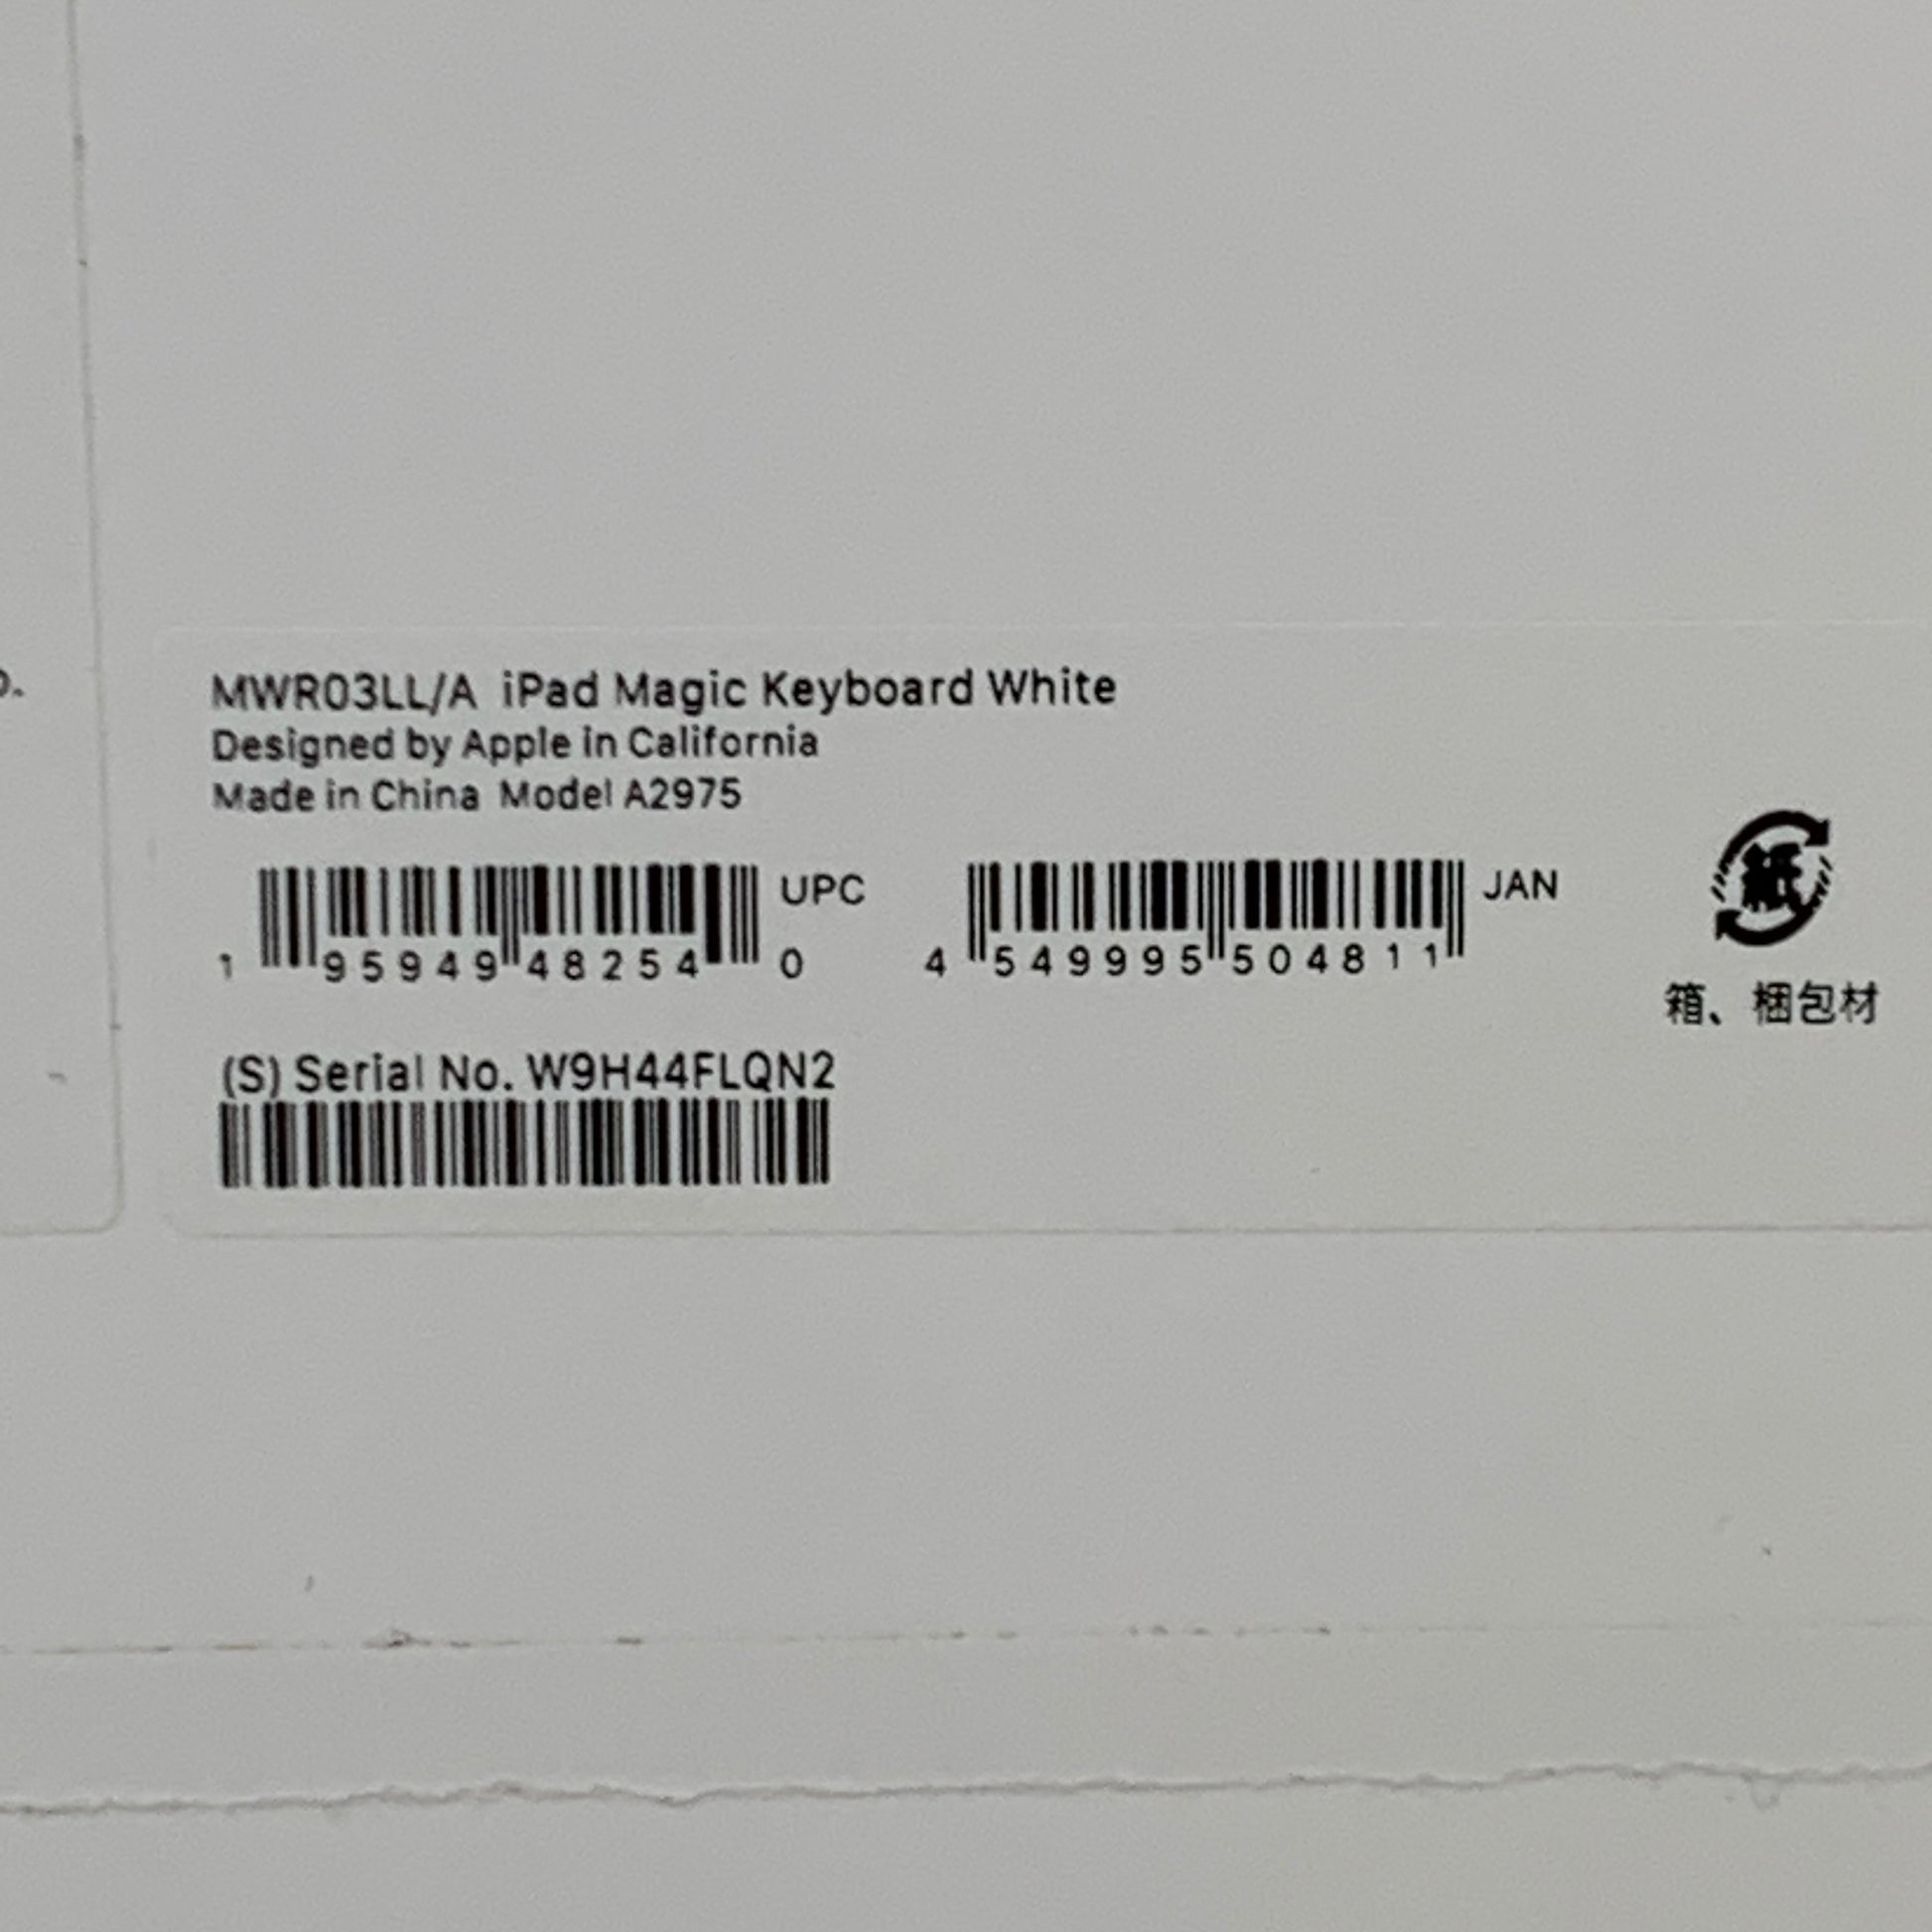 MWR03LL/A iPad Magic Keyboard White
Designed by Apple in California
Made in China Model A2975
UPC
1 95949 48254 0
JAN
4 549995 504811
紙
箱、梱包材
(S) Serial No. W9H44FLQN2